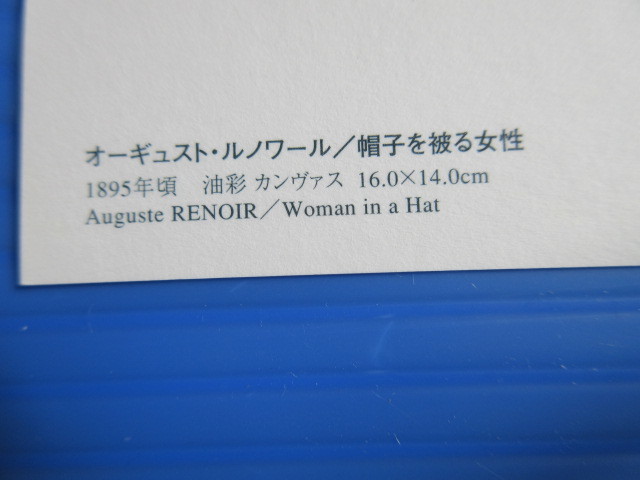 オーギュスト・ルノワール／帽子を被る女性
1895年頃　油彩 カンヴァス 16.0×14.0cm
Auguste RENOIR／Woman in a Hat